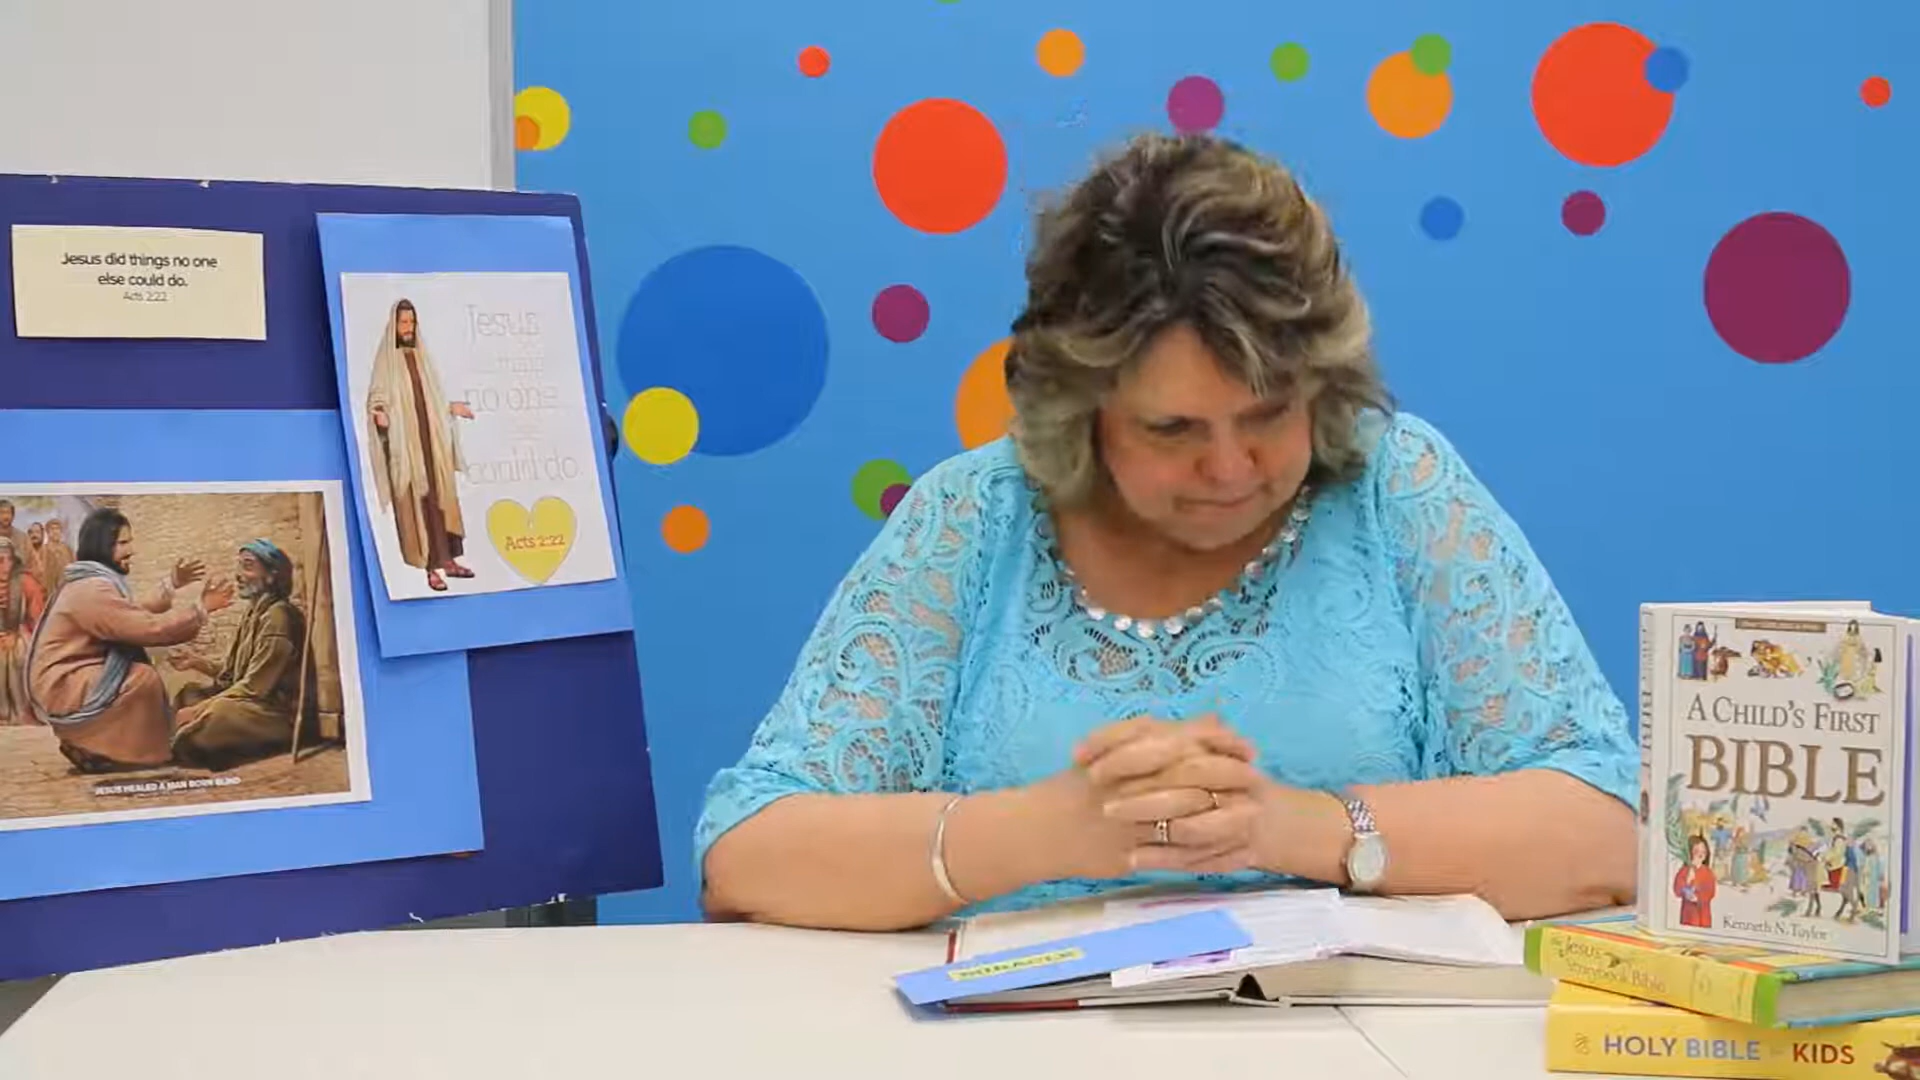 Jesus did things no one
else could do.
Acts 2:22
Jesus
no one
could do
Acts 2:22
JESUS HEALED A MAN BORN BLIND
MIRACLE
A CHILD'S FIRST
BIBLE
Kenneth N. Taylor
Jesus
Storybook Bible
HOLY BIBLE KIDS